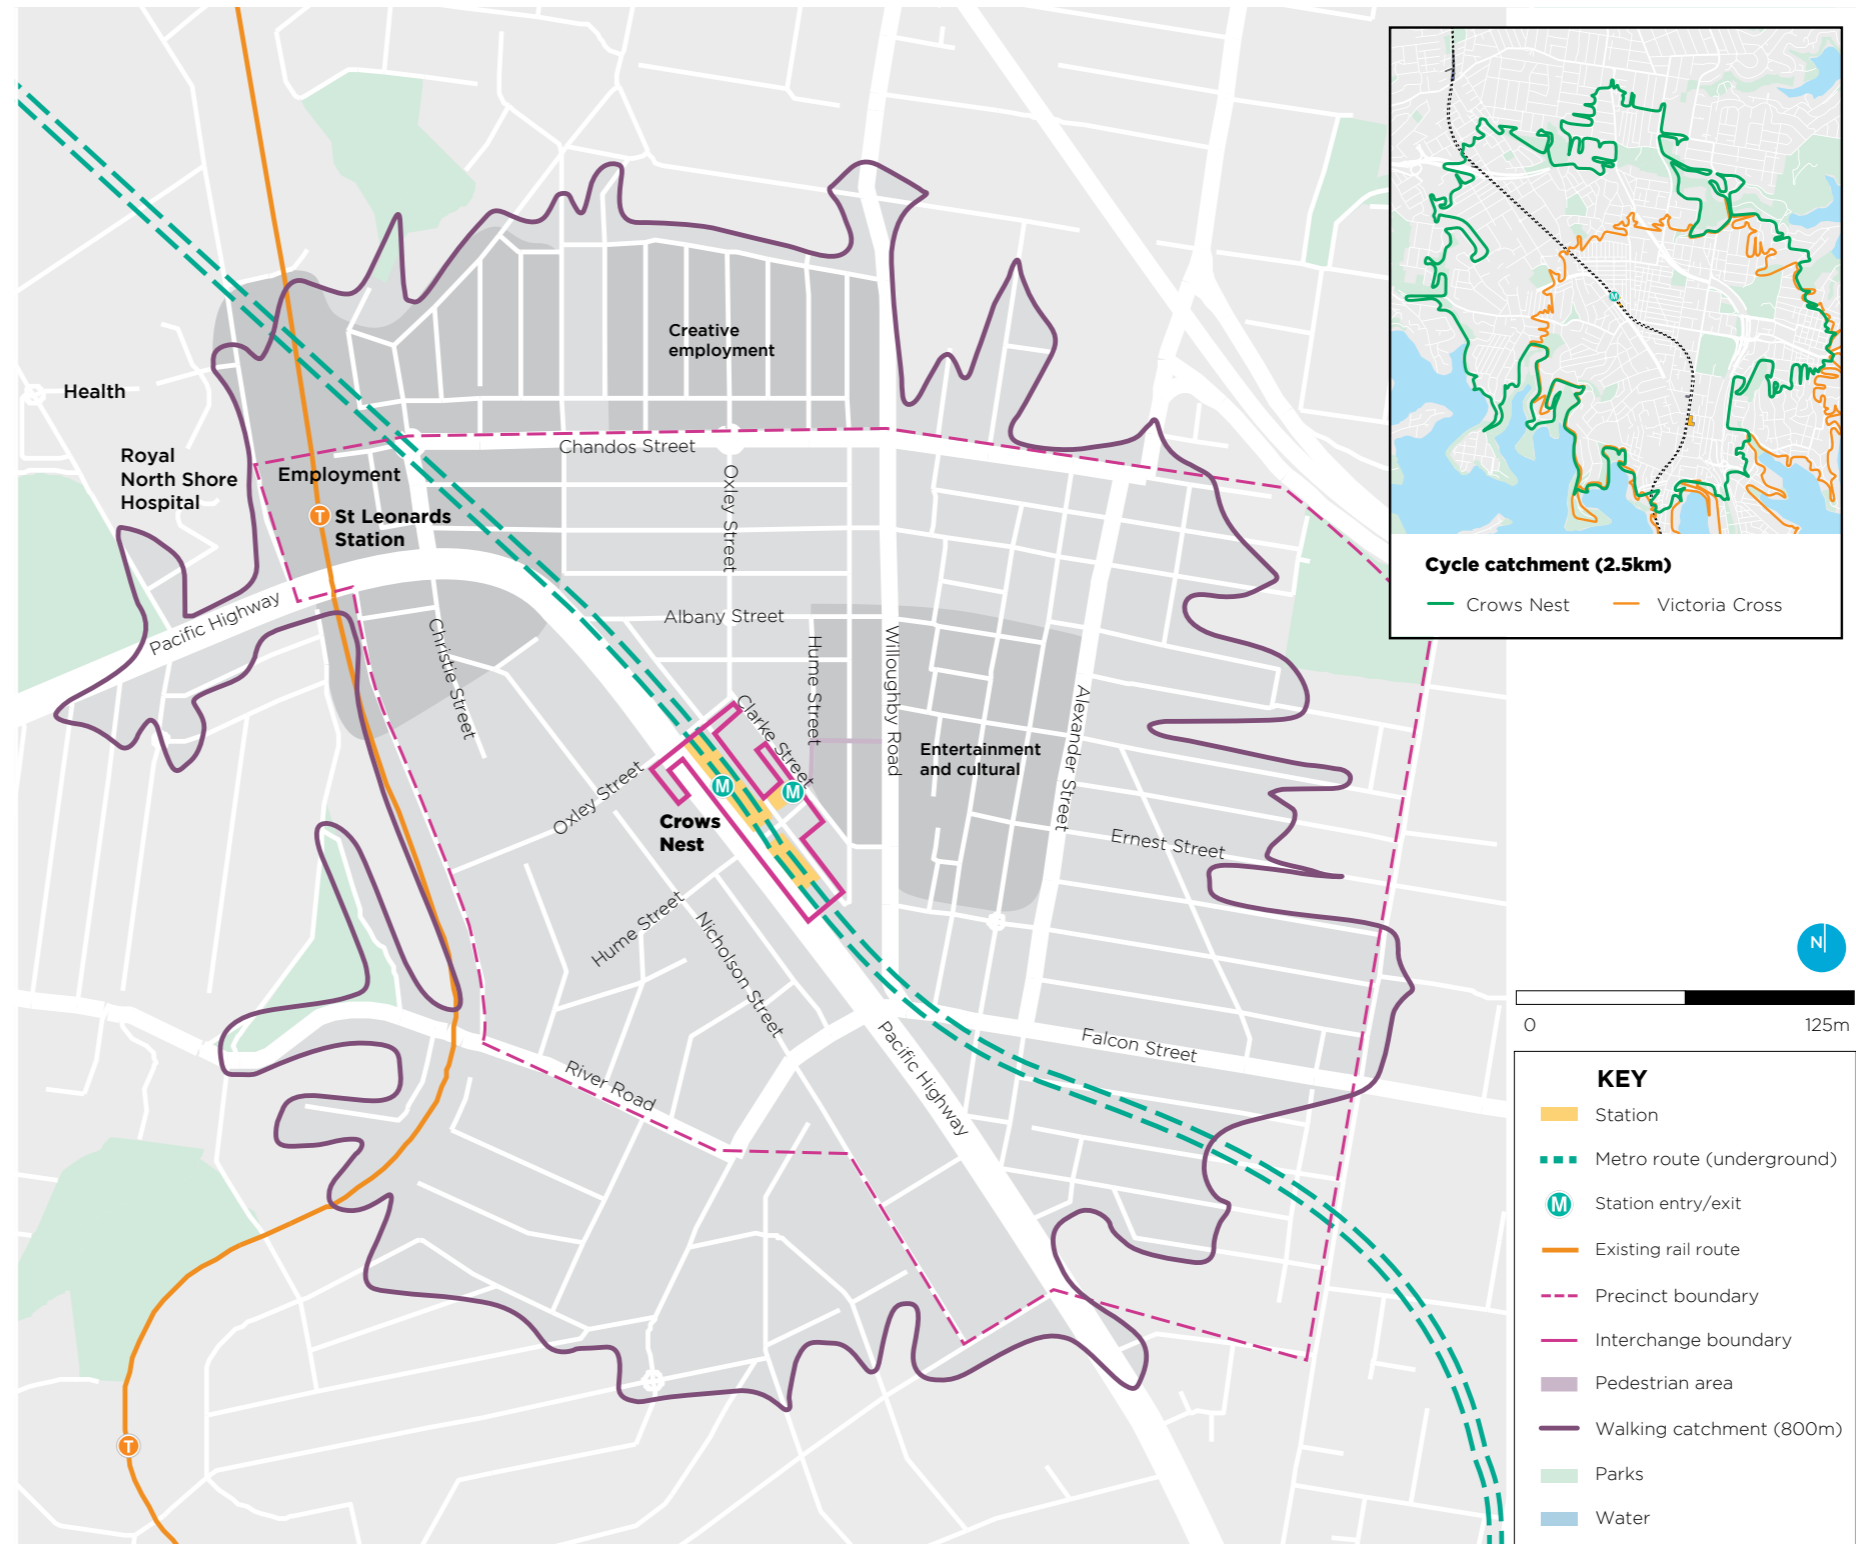 Creative
employment
Health
Royal
North Shore
Hospital
Employment
T
St Leonards
Station
Chandos Street
Oxley Street
Pacific Highway
Christie Street
Albany Street
Hume Street
Willoughby Road
Clarke Street
Entertainment
and cultural
Alexander Street
M
M
Oxley Street
Crows
Nest
Ernest Street
Hume Street
Nicholson Street
Pacific Highway
Falcon Street
River Road
T
M
Cycle catchment (2.5km)
Crows Nest
Victoria Cross
N
0
125m
KEY
Station
Metro route (underground)
M
Station entry/exit
Existing rail route
Precinct boundary
Interchange boundary
Pedestrian area
Walking catchment (800m)
Parks
Water